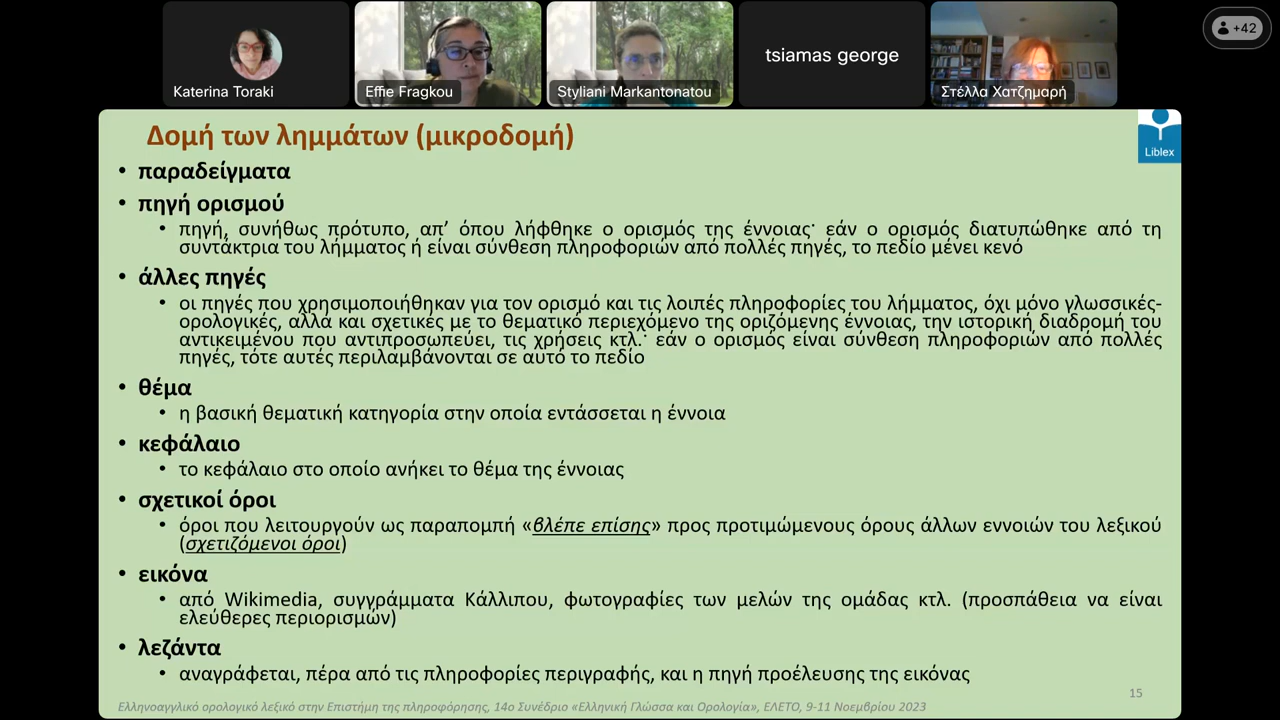 +42
tsiamas george
Katerina Toraki
Effie Fragkou
Styliani Markantonatou
Στέλλα Χατζημαρή
Δομή των λημμάτων (μικροδομή)
Liblex
• παραδείγματα
• πηγή ορισμού
• πηγή, συνήθως πρότυπο, απ’ όπου λήφθηκε ο ορισμός της έννοιας· εάν ο ορισμός διατυπώθηκε από τη
συντάκτρια του λήμματος ή είναι σύνθεση πληροφοριών από πολλές πηγές, το πεδίο μένει κενό
• άλλες πηγές
• οι πηγές που χρησιμοποιήθηκαν για τον ορισμό και τις λοιπές πληροφορίες του λήμματος, όχι μόνο γλωσσικές-
ορολογικές, αλλά και σχετικές με το θεματικό περιεχόμενο της οριζόμενης έννοιας, την ιστορική διαδρομή του
αντικειμένου που αντιπροσωπεύει, τις χρήσεις κτλ.· εάν ο ορισμός είναι σύνθεση πληροφοριών από πολλές
πηγές, τότε αυτές περιλαμβάνονται σε αυτό το πεδίο
• θέμα
• η βασική θεματική κατηγορία στην οποία εντάσσεται η έννοια
• κεφάλαιο
• το κεφάλαιο στο οποίο ανήκει το θέμα της έννοιας
• σχετικοί όροι
• όροι που λειτουργούν ως παραπομπή «βλέπε επίσης» προς προτιμώμενους όρους άλλων εννοιών του λεξικού
(σχετιζόμενοι όροι)
• εικόνα
• από Wikimedia, συγγράμματα Κάλλιπου, φωτογραφίες των μελών της ομάδας κτλ. (προσπάθεια να είναι
ελεύθερες περιορισμών)
• λεζάντα
• αναγράφεται, πέρα από τις πληροφορίες περιγραφής, και η πηγή προέλευσης της εικόνας
15
Ελληνοαγγλικό ορολογικό λεξικό στην Επιστήμη της πληροφόρησης, 14ο Συνέδριο «Ελληνική Γλώσσα και Ορολογία», ΕΛΕΤΟ, 9-11 Νοεμβρίου 2023